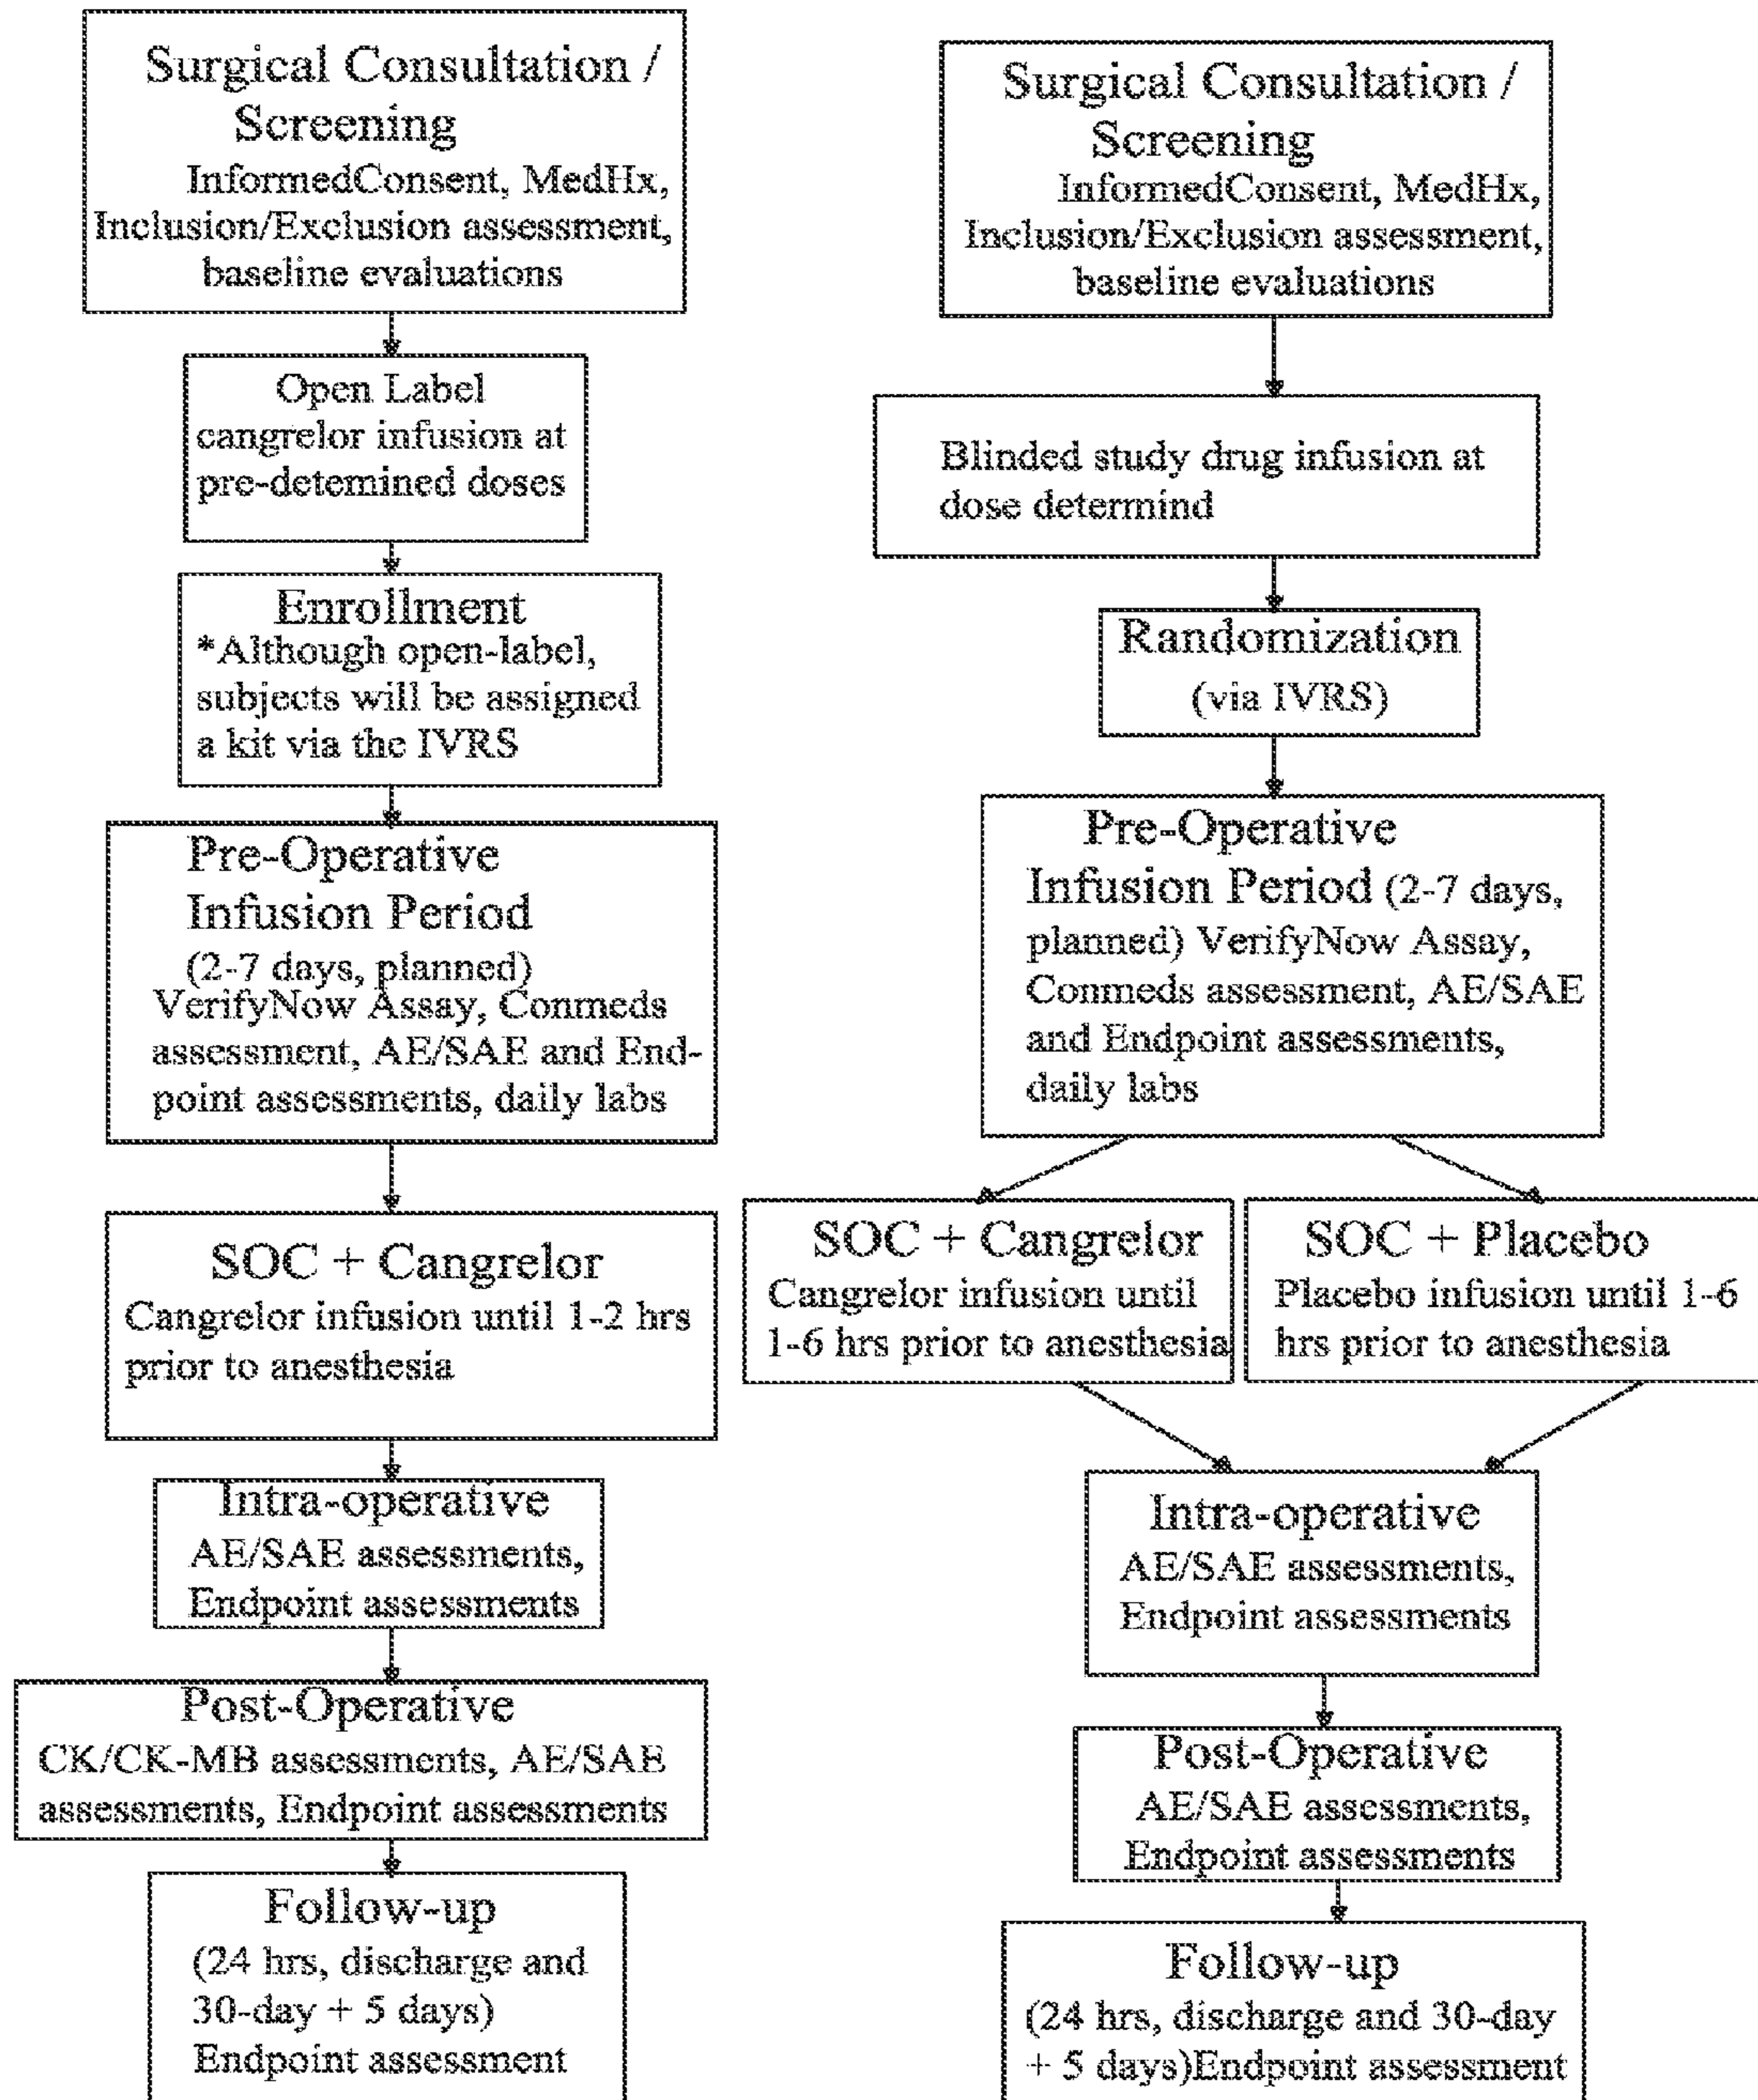 Surgical Consultation /
Screening
InformedConsent, MedHx,
Inclusion/Exclusion assessment,
baseline evaluations
Open Label
cangrelor infusion at
pre-detemined doses
Enrollment
*Although open-label,
subjects will be assigned
a kit via the IVRS
Pre-Operative
Infusion Period
(2-7 days, planned)
VerifyNow Assay, Conmeds
assessment, AE/SAE and End-
point assessments, daily labs
SOC + Cangrelor
Cangrelor infusion until 1-2 hrs
prior to anesthesia
Intra-operative
AE/SAE assessments,
Endpoint assessments
Post-Operative
CK/CK-MB assessments, AE/SAE
assessments, Endpoint assessments
Follow-up
(24 hrs, discharge and
30-day + 5 days)
Endpoint assessment
Surgical Consultation /
Screening
InformedConsent, MedHx,
Inclusion/Exclusion assessment,
baseline evaluations
Blinded study drug infusion at
dose determind
Randomization
(via IVRS)
Pre-Operative
Infusion Period (2-7 days,
planned) VerifyNow Assay,
Conmeds assessment, AE/SAE
and Endpoint assessments,
daily labs
SOC + Cangrelor
Cangrelor infusion until
1-6 hrs prior to anesthesia
SOC + Placebo
Placebo infusion until 1-6
hrs prior to anesthesia
Intra-operative
AE/SAE assessments,
Endpoint assessments
Post-Operative
AE/SAE assessments,
Endpoint assessments
Follow-up
(24 hrs, discharge and 30-day
+ 5 days)Endpoint assessment